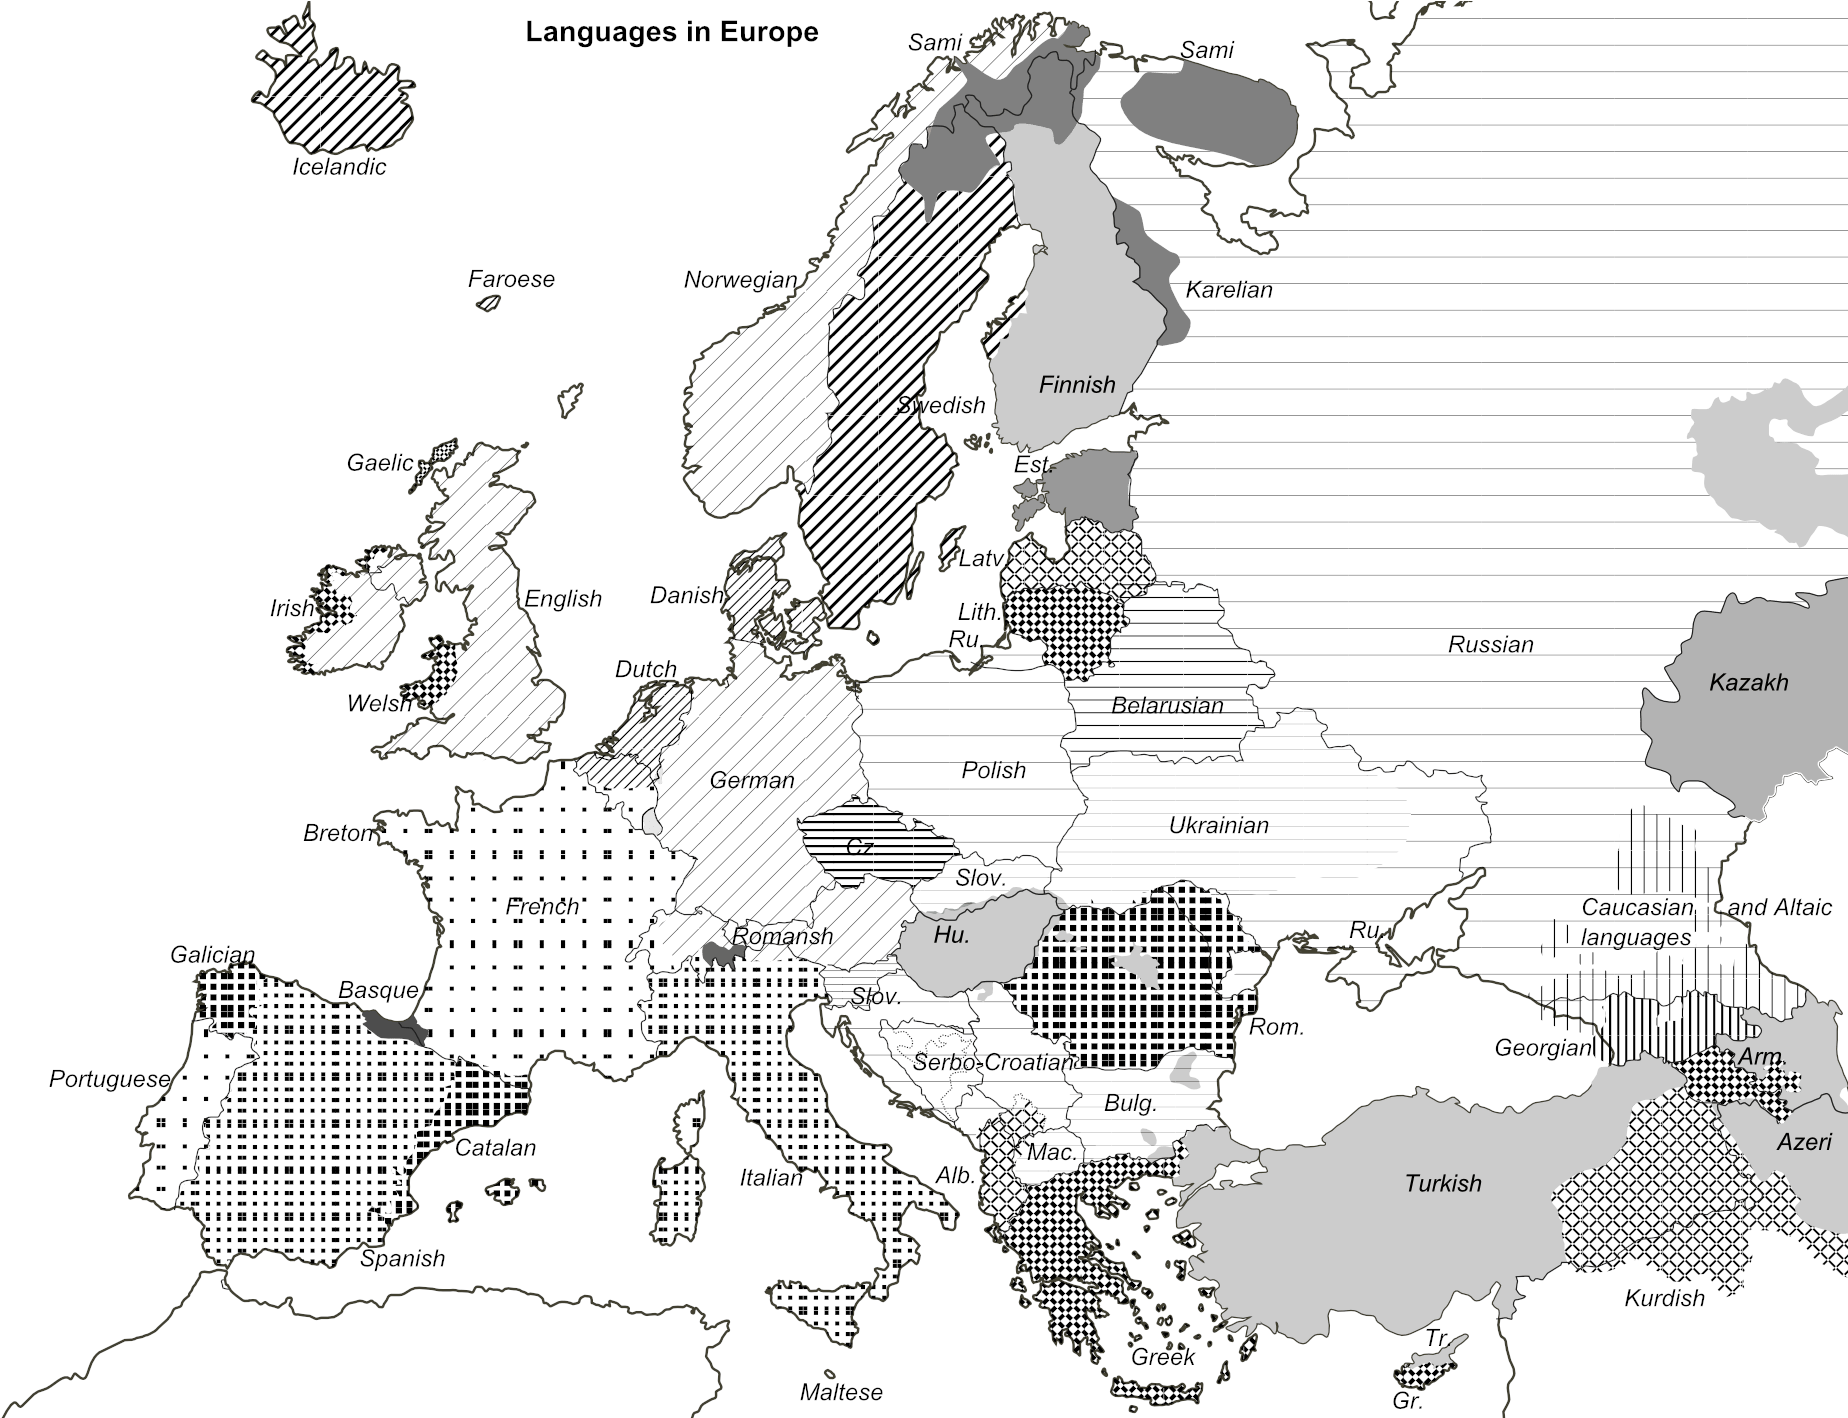 Languages in Europe
Sami
Sami
Icelandic
Faroese
Norwegian
Karelian
Finnish
Swedish
Gaelic
Est.
Latv.
Irish
English
Danish
Lith.
Ru.
Russian
Dutch
Welsh
Kazakh
Belarusian
German
Polish
Breton
Cz.
Ukrainian
Slov.
French
Caucasian and Altaic
languages
Romansh
Hu.
Ru.
Galician
Basque
Slov.
Rom.
Georgian
Arm.
Serbo-Croatian
Portuguese
Bulg.
Catalan
Mac.
Azeri
Italian
Alb.
Turkish
Spanish
Kurdish
Tr.
Greek
Maltese
Gr.